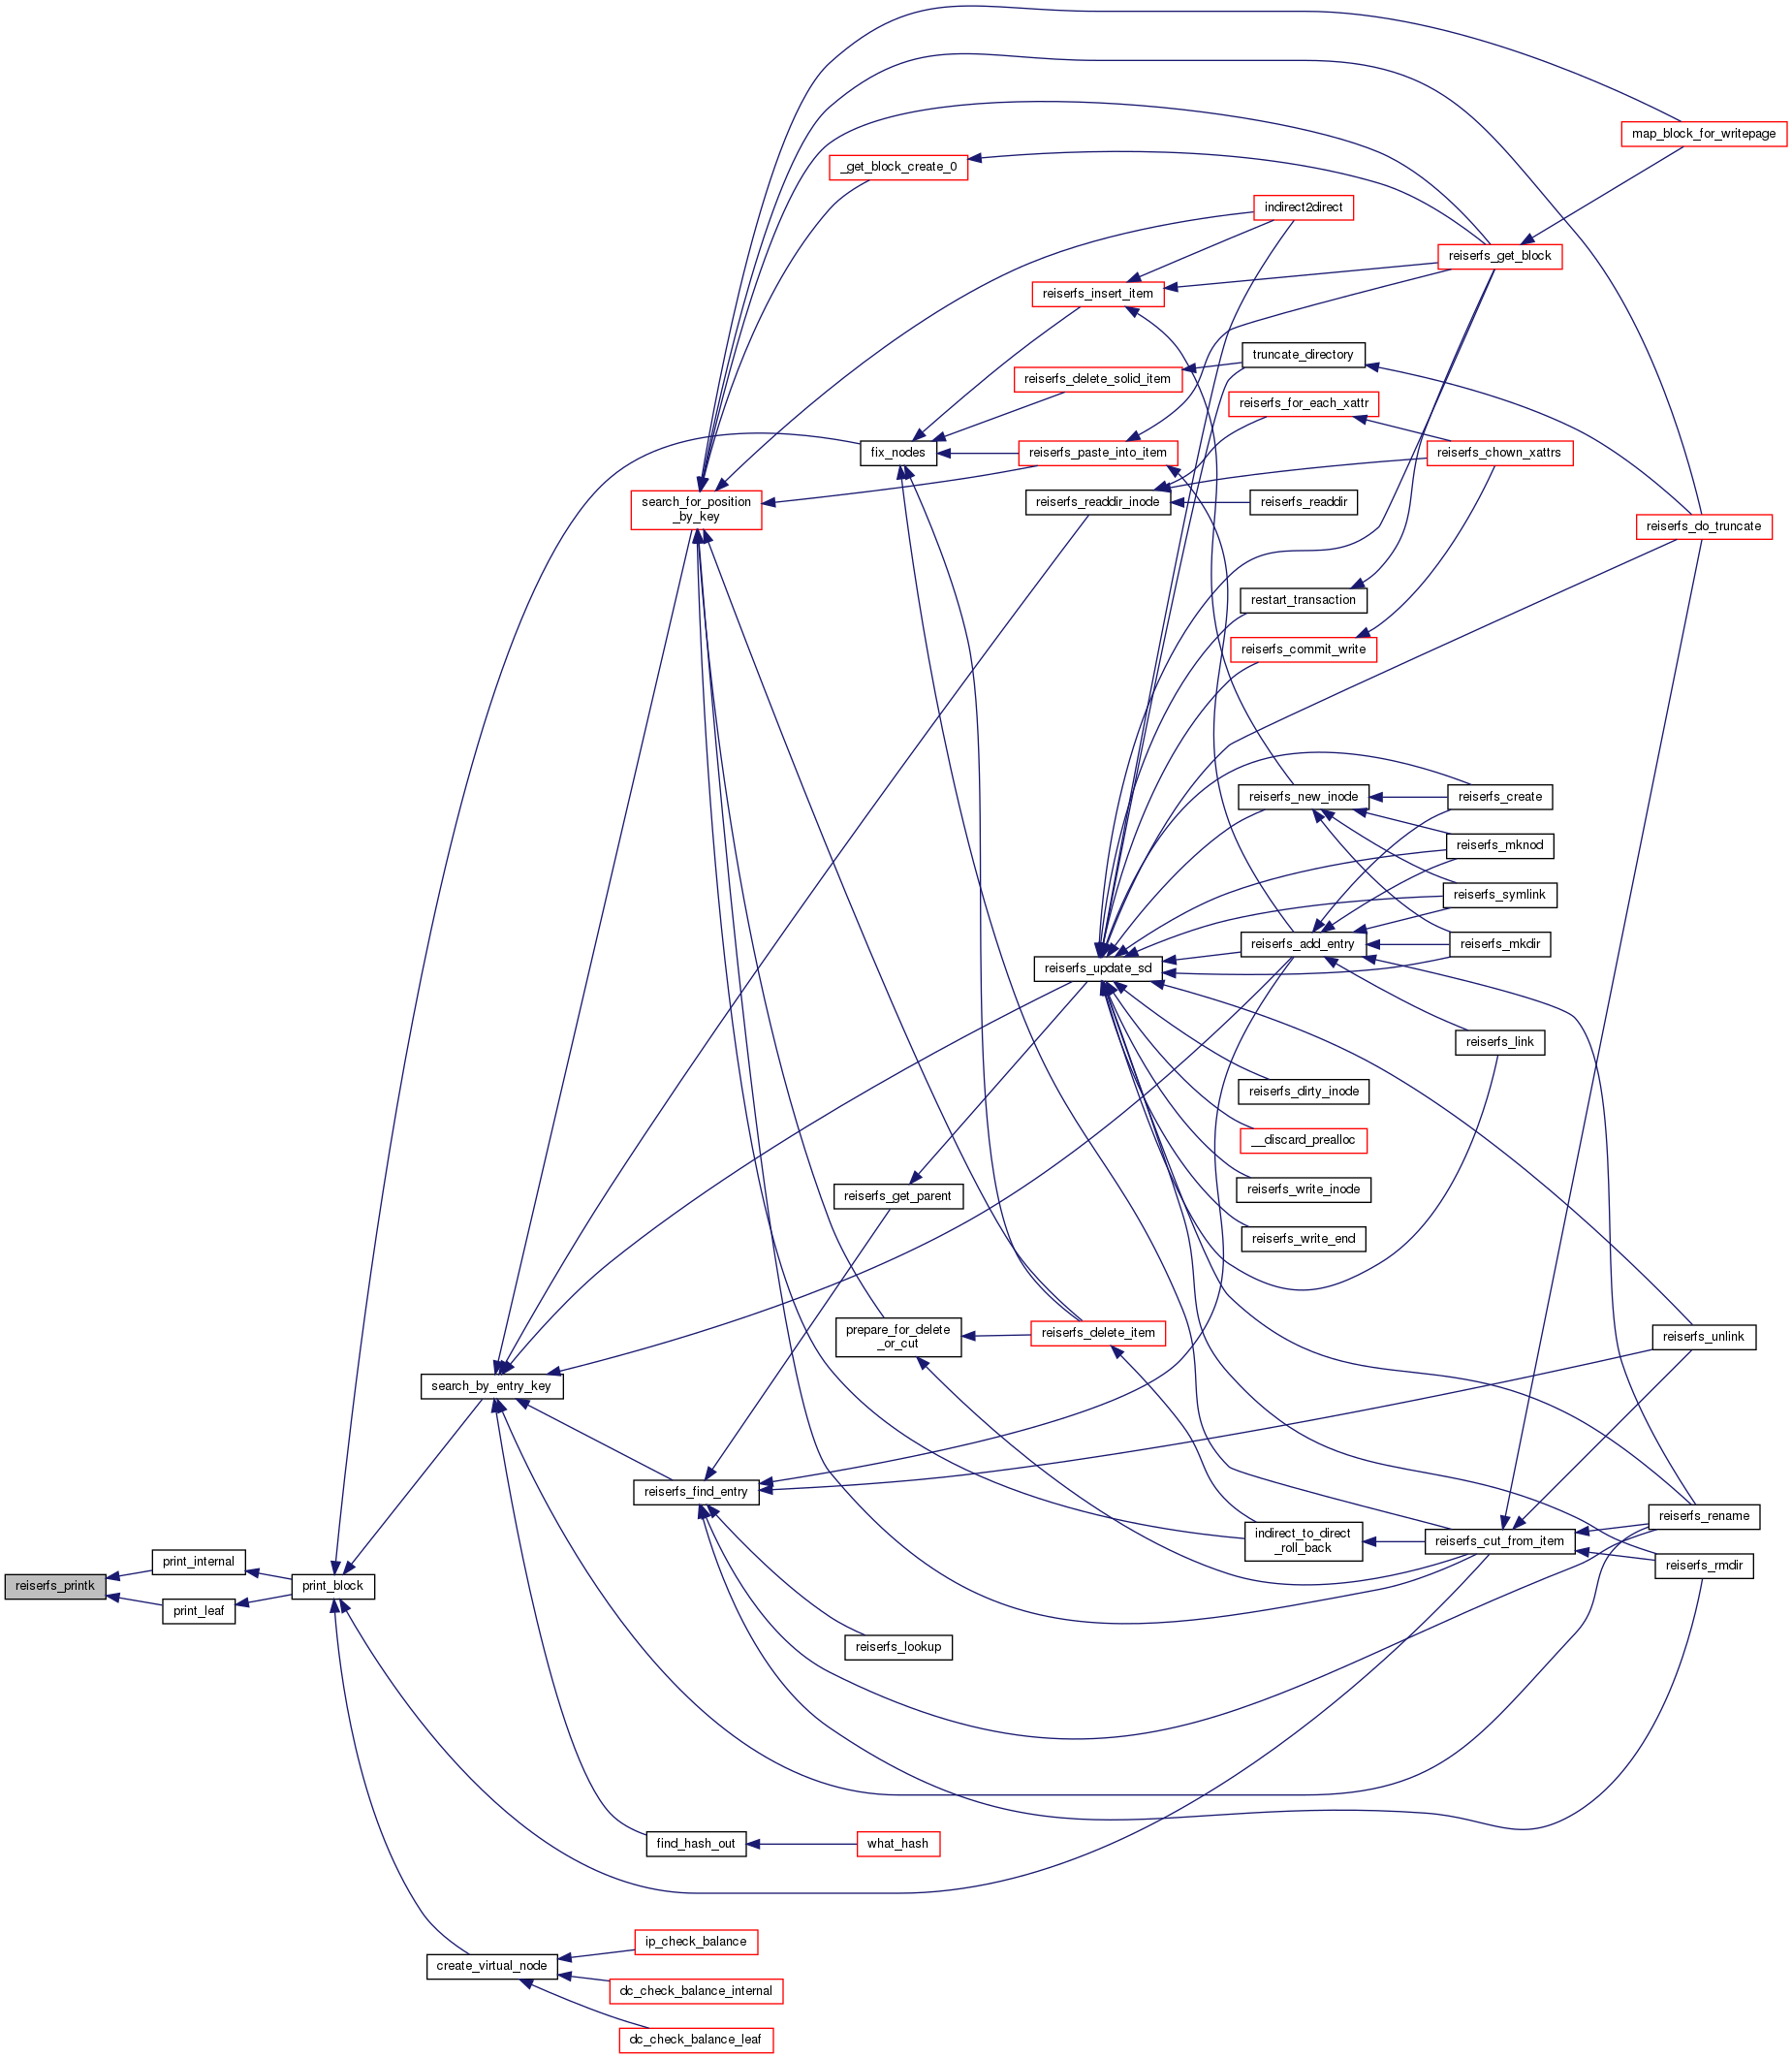 map_block_for_writepage
_get_block_create_0
indirect2direct
reiserfs_get_block
reiserfs_insert_item
truncate_directory
reiserfs_delete_solid_item
reiserfs_for_each_xattr
fix_nodes
reiserfs_paste_into_item
reiserfs_chown_xattrs
search_for_position
_by_key
reiserfs_readdir_inode
reiserfs_readdir
reiserfs_do_truncate
restart_transaction
reiserfs_commit_write
reiserfs_new_inode
reiserfs_create
reiserfs_mknod
reiserfs_symlink
reiserfs_add_entry
reiserfs_mkdir
reiserfs_update_sd
reiserfs_link
reiserfs_dirty_inode
__discard_prealloc
reiserfs_get_parent
reiserfs_write_inode
reiserfs_write_end
prepare_for_delete
_or_cut
reiserfs_delete_item
reiserfs_unlink
search_by_entry_key
reiserfs_find_entry
reiserfs_rename
indirect_to_direct
_roll_back
reiserfs_cut_from_item
reiserfs_rmdir
print_internal
reiserfs_printk
print_block
print_leaf
reiserfs_lookup
find_hash_out
what_hash
ip_check_balance
create_virtual_node
dc_check_balance_internal
dc_check_balance_leaf